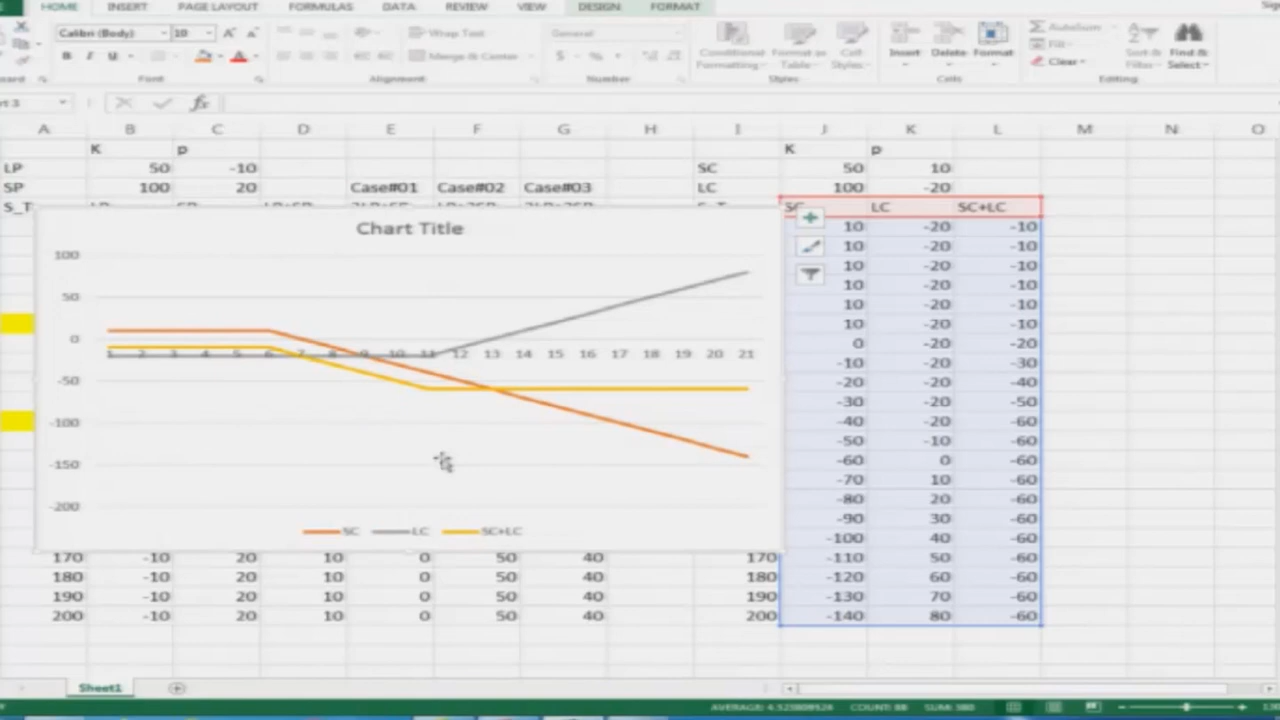 HOME INSERT PAGE LAYOUT FORMULAS DATA REVIEW VIEW DESIGN FORMAT
Calibri (Body) 10 A A Wrap Text General AutoSum
B I U A Merge & Center $ % Conditional Formatting Format as Table Cell Styles Insert Delete Format Fill Clear Sort & Filter Find & Select
Font Alignment Number Styles Cells Editing
fx
A B C D E F G H I J K L M N O
K p K p
LP 50 -10 SC 50 10
SP 100 20 Case#01 Case#02 Case#03 LC 100 -20
S_T SC LC SC+LC
Chart Title
10 -20 -10
10 -20 -10
10 -20 -10
10 -20 -10
10 -20 -10
10 -20 -10
0 -20 -20
-10 -20 -30
-20 -20 -40
-30 -20 -50
-40 -20 -60
-50 -10 -60
-60 0 -60
-70 10 -60
-80 20 -60
-90 30 -60
-100 40 -60
100
50
0
-50
-100
-150
-200
1 2 3 4 5 6 7 8 9 10 11 12 13 14 15 16 17 18 19 20 21
SC LC SC+LC
170 -10 20 10 0 50 40 170 -110 50 -60
180 -10 20 10 0 50 40 180 -120 60 -60
190 -10 20 10 0 50 40 190 -130 70 -60
200 -10 20 10 0 50 40 200 -140 80 -60
Sheet1
COUNT: 88 SUM: 380